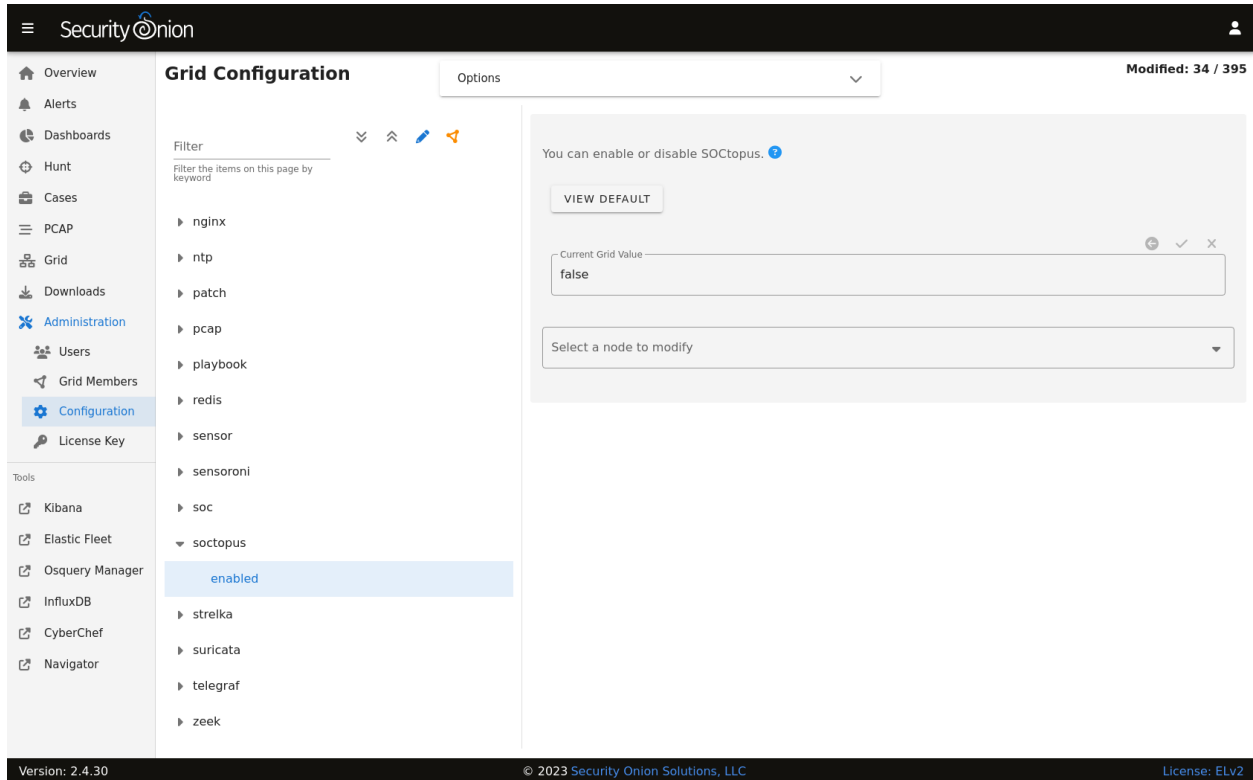 Security Onion
Overview
Alerts
Dashboards
Hunt
Cases
PCAP
Grid
Downloads
Administration
Users
Grid Members
Configuration
License Key
Tools
Kibana
Elastic Fleet
Osquery Manager
InfluxDB
CyberChef
Navigator
Grid Configuration
Options
Modified: 34 / 395
Filter
Filter the items on this page by
keyword
nginx
ntp
patch
pcap
playbook
redis
sensor
sensoroni
soc
soctopus
enabled
strelka
suricata
telegraf
zeek
You can enable or disable SOCtopus. ?
VIEW DEFAULT
Current Grid Value
false
Select a node to modify
Version: 2.4.30
© 2023 Security Onion Solutions, LLC
License: ELv2